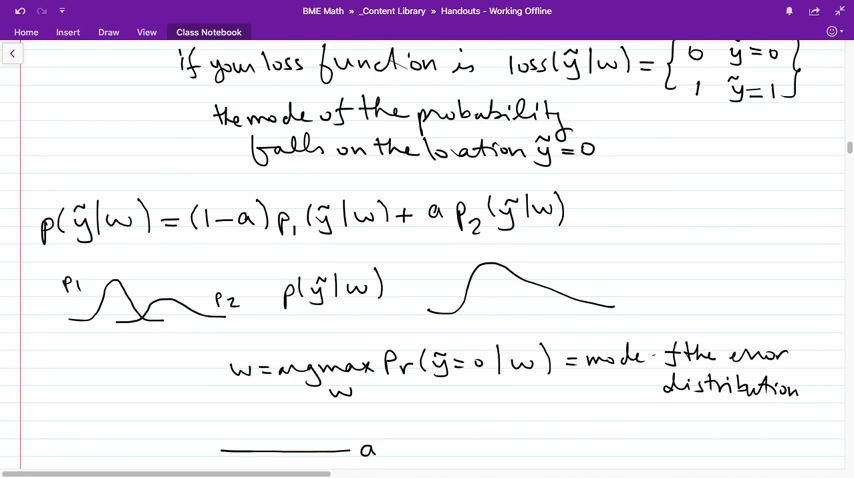 BME Math » _Content Library » Handouts - Working Offline
Home Insert Draw View Class Notebook
if your loss function is loss(ỹ|w) = { 0 ỹ=0
1 ỹ=1 }
the mode of the probability
falls on the location ỹ=0
p(ỹ|w) = (1-a) p₁(ỹ|w) + a p₂(ỹ|w)
p₁ p₂ p(ỹ|w)
w = argmax Pr(ỹ=0|w) = mode of the error
w distribution
a